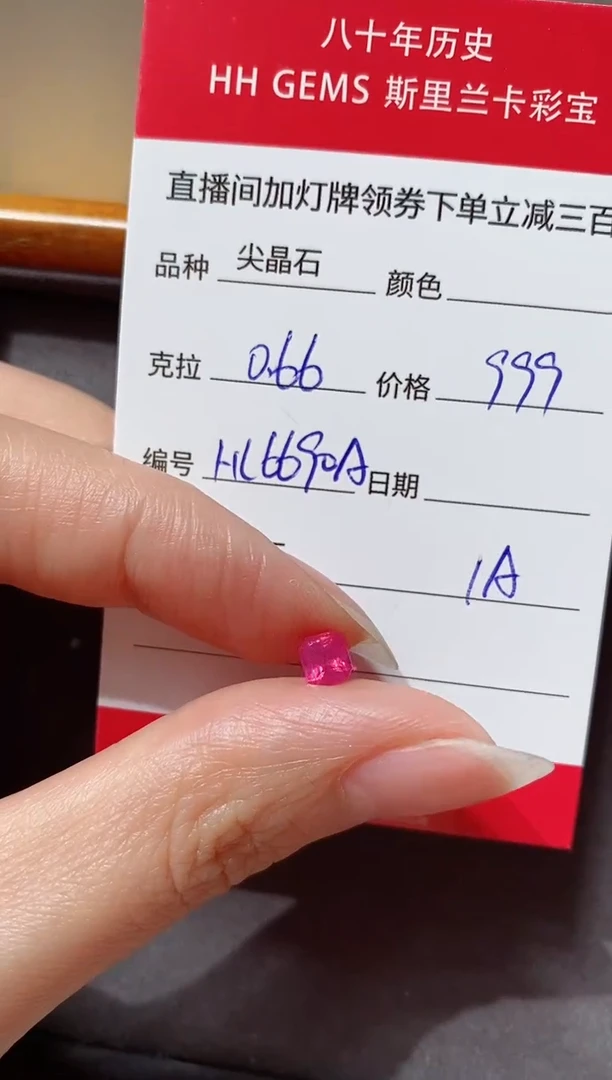 八十年历史
HH GEMS 斯里兰卡彩宝
直播间加灯牌领券下单立减三百
品种 尖晶石 颜色
克拉 0.66 价格 999
编号 HL6690A 日期
1A